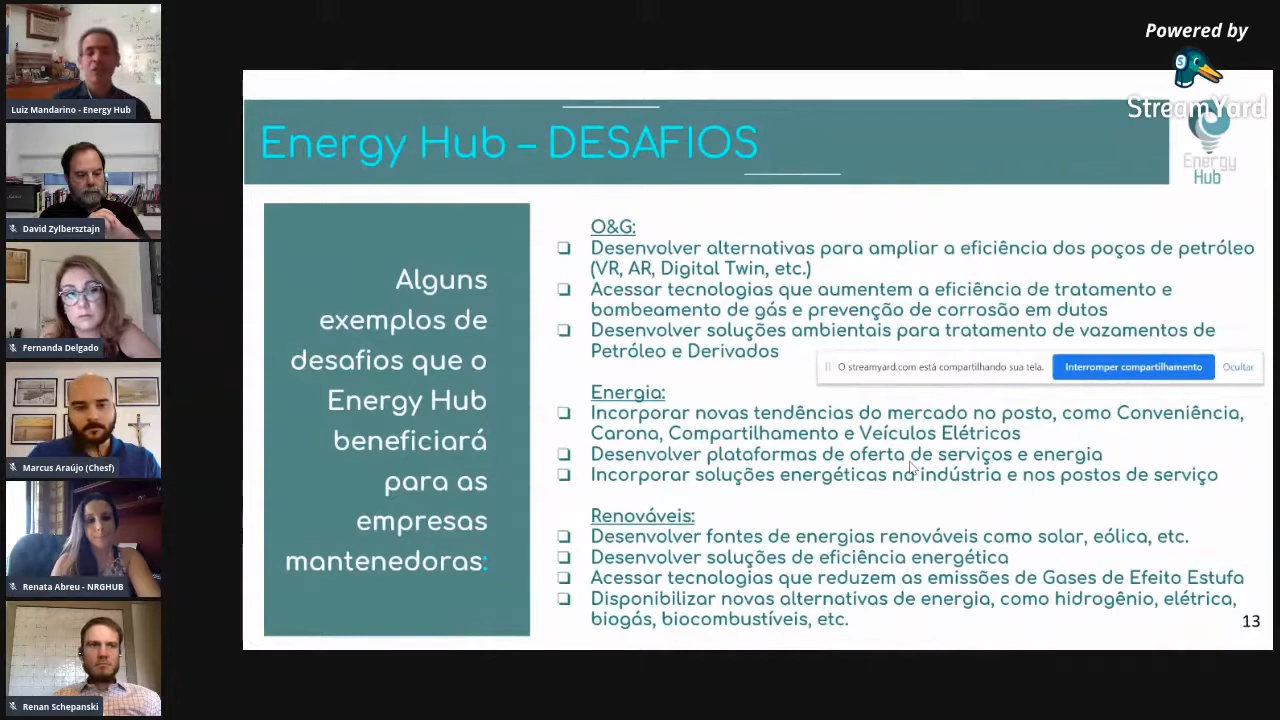 Powered by
StreamYard
Luiz Mandarino - Energy Hub
David Zylbersztajn
Fernanda Delgado
Marcus Araújo (Chesf)
Renata Abreu - NRGHUB
Renan Schepanski
Energy Hub – DESAFIOS
Energy
Hub
Alguns
exemplos de
desafios que o
Energy Hub
beneficiará
para as
empresas
mantenedoras:
O&G:
❑ Desenvolver alternativas para ampliar a eficiência dos poços de petróleo
(VR, AR, Digital Twin, etc.)
❑ Acessar tecnologias que aumentem a eficiência de tratamento e
bombeamento de gás e prevenção de corrosão em dutos
❑ Desenvolver soluções ambientais para tratamento de vazamentos de
Petróleo e Derivados
O streamyard.com está compartilhando sua tela. Interromper compartilhamento Ocultar
Energia:
❑ Incorporar novas tendências do mercado no posto, como Conveniência,
Carona, Compartilhamento e Veículos Elétricos
❑ Desenvolver plataformas de oferta de serviços e energia
❑ Incorporar soluções energéticas na indústria e nos postos de serviço
Renováveis:
❑ Desenvolver fontes de energias renováveis como solar, eólica, etc.
❑ Desenvolver soluções de eficiência energética
❑ Acessar tecnologias que reduzem as emissões de Gases de Efeito Estufa
❑ Disponibilizar novas alternativas de energia, como hidrogênio, elétrica,
biogás, biocombustíveis, etc.
13